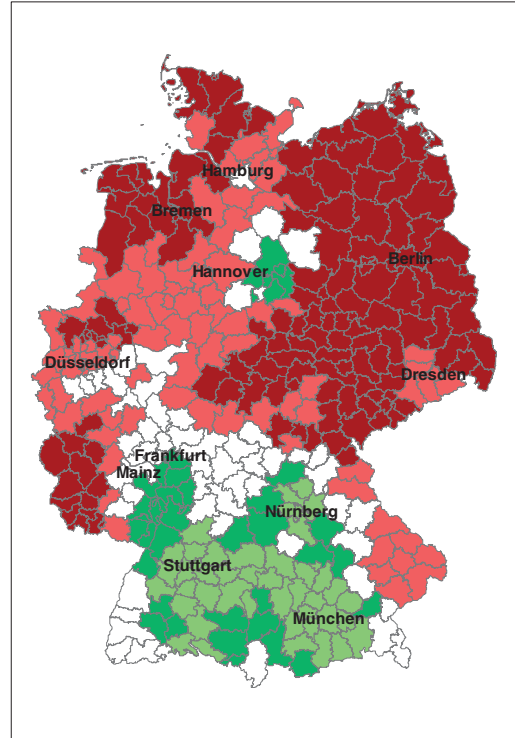 Hamburg
Bremen
Berlin
Hannover
Düsseldorf
Dresden
Frankfurt
Mainz
Nürnberg
Stuttgart
München